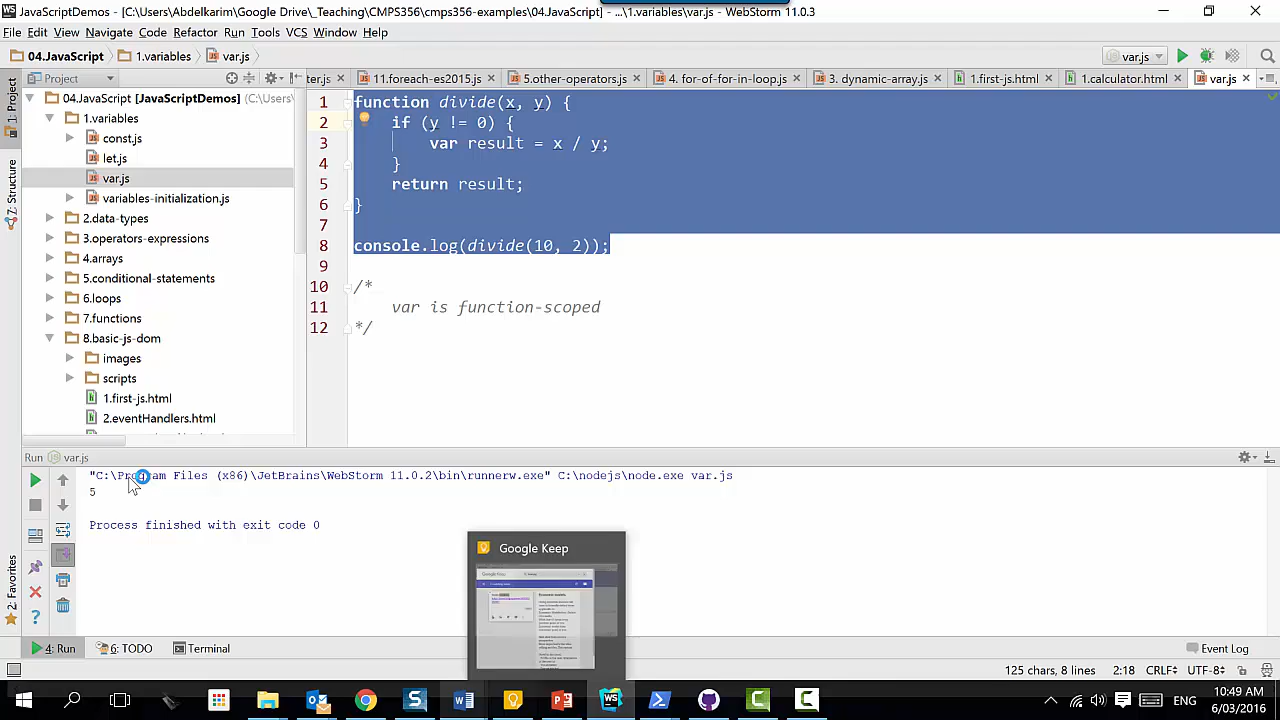 JavaScriptDemos - [C:\Users\Abdelkarim\Google Drive\_Teaching\CMPS356\cmps356-examples\04.JavaScript] - ...\1.variables\var.js - WebStorm 11.0.3
File Edit View Navigate Code Refactor Run Tools VCS Window Help
04.JavaScript 1.variables var.js
var.js
1: Project
Project
ter.js 11.foreach-es2015.js 5.other-operators.js 4. for-of-for-in-loop.js 3. dynamic-array.js 1.first-js.html 1.calculator.html var.js
04.JavaScript [JavaScriptDemos] (C:\Users\
1.variables
const.js
let.js
var.js
variables-initialization.js
2.data-types
3.operators-expressions
4.arrays
5.conditional-statements
6.loops
7.functions
8.basic-js-dom
images
scripts
1.first-js.html
2.eventHandlers.html
Z: Structure
1 function divide(x, y) {
2 if (y != 0) {
3 var result = x / y;
4 }
5 return result;
6 }
7
8 console.log(divide(10, 2));
9
10 /*
11 var is function-scoped
12 */
Run var.js
"C:\Program Files (x86)\JetBrains\WebStorm 11.0.2\bin\runnerw.exe" C:\nodejs\node.exe var.js
5
Process finished with exit code 0
2: Favorites
Google Keep
4: Run 6: TODO Terminal Event
125 chars, 8 lines 2:18 CRLF UTF-8
ENG
10:49 AM
6/03/2016